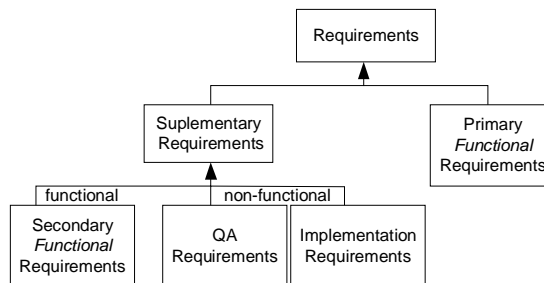 Requirements
Suplementary
Requirements
Primary
Functional
Requirements
functional
non-functional
Secondary
Functional
Requirements
QA
Requirements
Implementation
Requirements